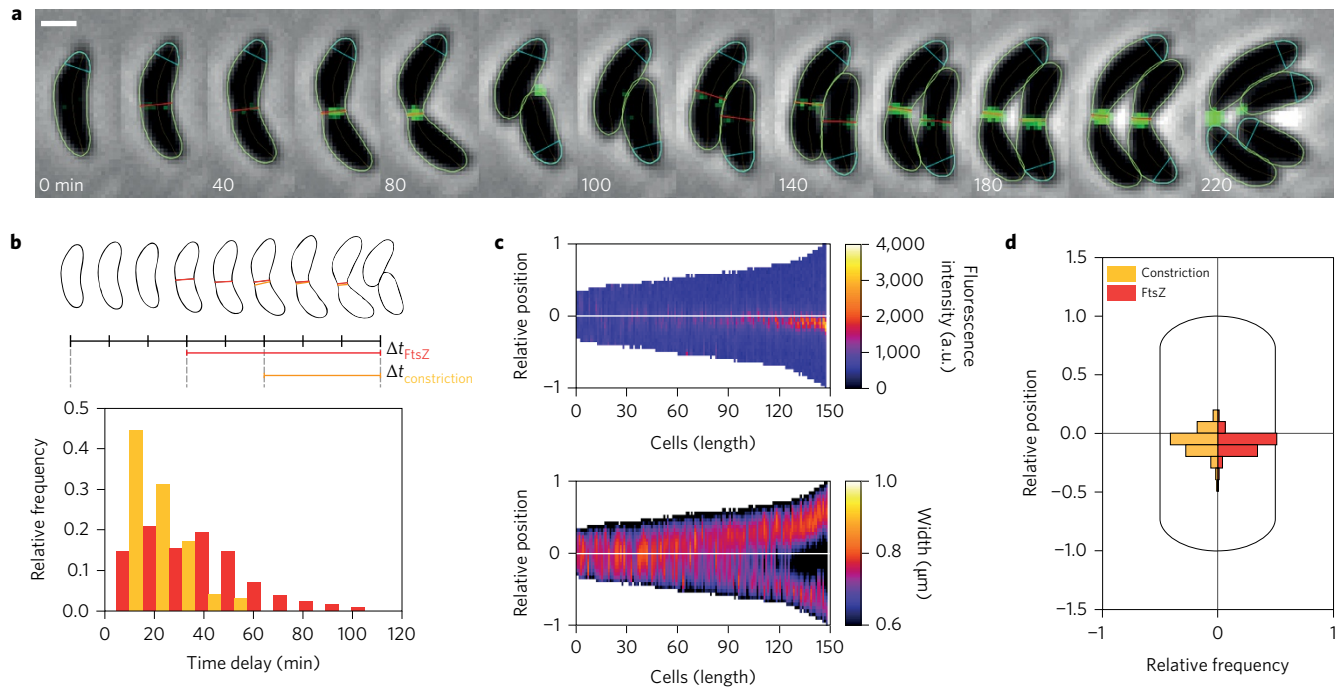 a
0 min
40
80
100
140
180
220
b
Δt FtsZ
Δt constriction
0.5
0.4
0.3
0.2
0.1
0.0
Relative frequency
0 20 40 60 80 100 120
Time delay (min)
c
1
0
−1
Relative position
0 30 60 90 120 150
Cells (length)
4,000
3,000
2,000
1,000
0
Fluorescence
intensity (a.u.)
1
0
−1
Relative position
0 30 60 90 120 150
Cells (length)
1.0
0.8
0.6
Width (μm)
d
1.5
1.0
0.5
0.0
−0.5
−1.0
−1.5
Relative position
Constriction
FtsZ
−1 0 1
Relative frequency